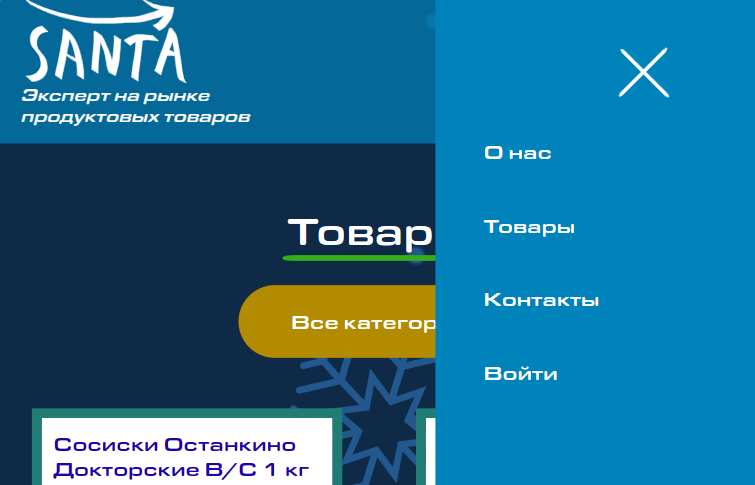 SANTA
Эксперт на рынке
продуктовых товаров
О нас
Товары
Контакты
Войти
Товар
Все категор
Сосиски Останкино
Докторские В/С 1 кг